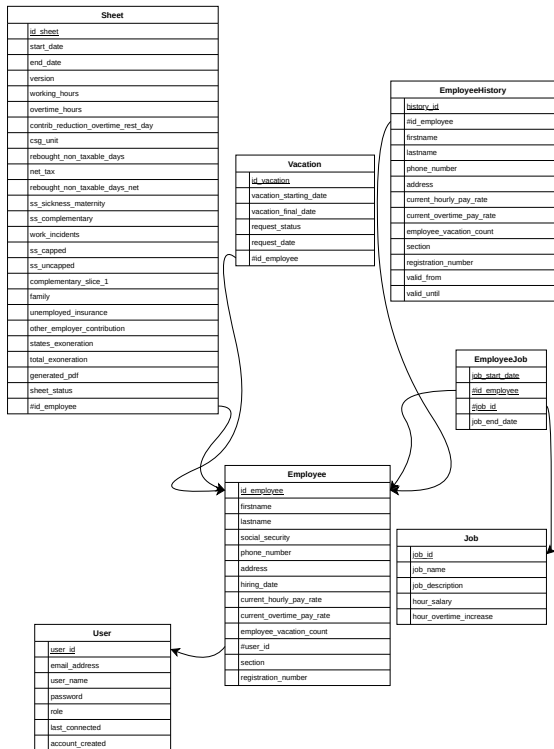 Sheet
id_sheet
start_date
end_date
version
working_hours
overtime_hours
contrib_reduction_overtime_rest_day
csg_unit
rebought_non_taxable_days
net_tax
rebought_non_taxable_days_net
ss_sickness_maternity
ss_complementary
work_incidents
ss_capped
ss_uncapped
complementary_slice_1
family
unemployed_insurance
other_employer_contribution
states_exoneration
total_exoneration
generated_pdf
sheet_status
#id_employee
Vacation
id_vacation
vacation_starting_date
vacation_final_date
request_status
request_date
#id_employee
EmployeeHistory
history_id
#id_employee
firstname
lastname
phone_number
address
current_hourly_pay_rate
current_overtime_pay_rate
employee_vacation_count
section
registration_number
valid_from
valid_until
EmployeeJob
job_start_date
#id_employee
#job_id
job_end_date
Employee
id_employee
firstname
lastname
social_security
phone_number
address
hiring_date
current_hourly_pay_rate
current_overtime_pay_rate
employee_vacation_count
#user_id
section
registration_number
Job
job_id
job_name
job_description
hour_salary
hour_overtime_increase
User
user_id
email_address
user_name
password
role
last_connected
account_created